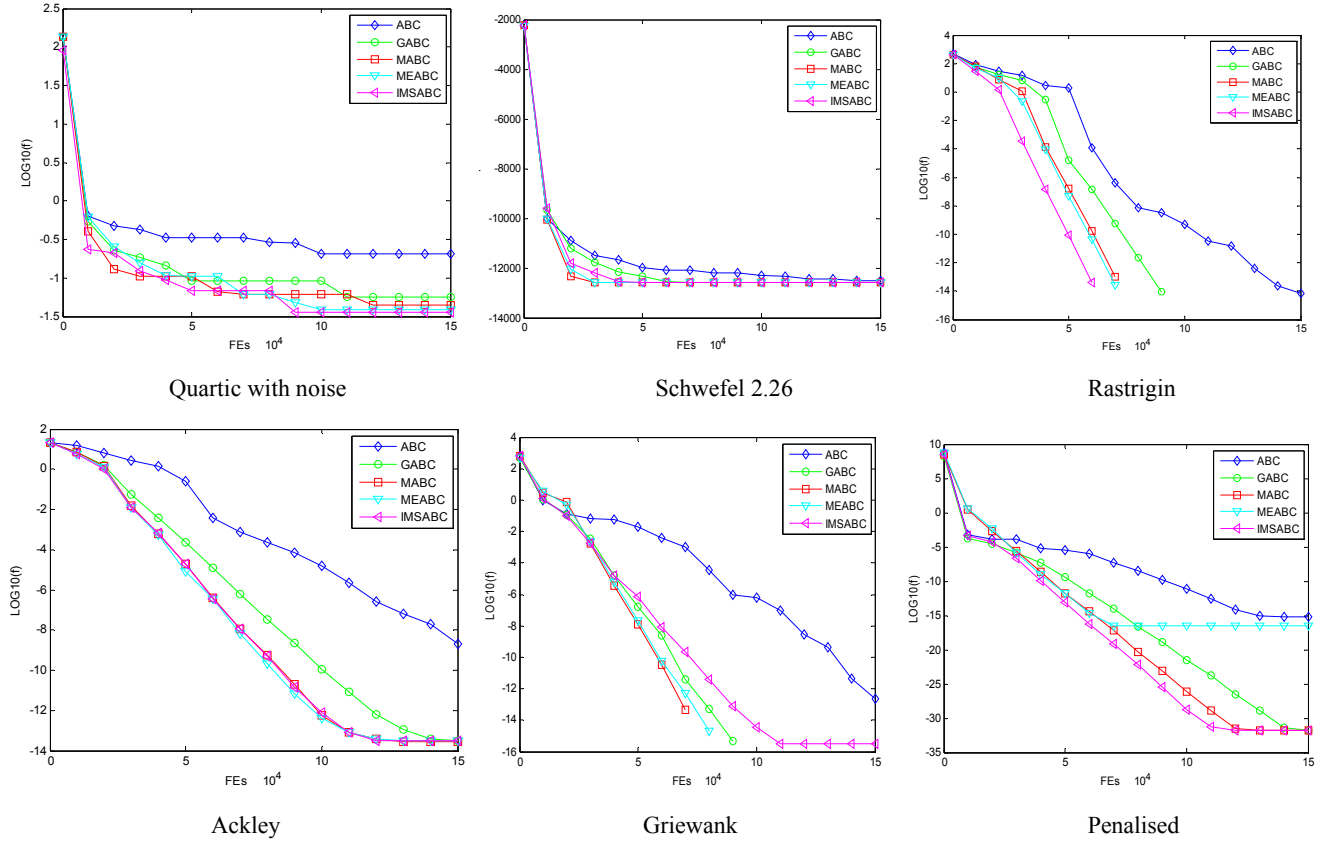 2.5
2
1.5
1
0.5
0
-0.5
-1
-1.5
0
5
10
15
LOG10(f)
FEs 10^4
ABC
GABC
MABC
MEABC
IMSABC
Quartic with noise
-2000
-4000
-6000
-8000
-10000
-12000
-14000
0
5
10
15
FEs 10^4
ABC
GABC
MABC
MEABC
IMSABC
Schwefel 2.26
4
2
0
-2
-4
-6
-8
-10
-12
-14
-16
0
5
10
15
LOG10(f)
FEs 10^4
ABC
GABC
MABC
MEABC
IMSABC
Rastrigin
2
0
-2
-4
-6
-8
-10
-12
-14
0
5
10
15
LOG10(f)
FEs 10^4
ABC
GABC
MABC
MEABC
IMSABC
Ackley
4
2
0
-2
-4
-6
-8
-10
-12
-14
-16
0
5
10
15
LOG10(f)
FEs 10^4
ABC
GABC
MABC
MEABC
IMSABC
Griewank
10
5
0
-5
-10
-15
-20
-25
-30
-35
0
5
10
15
LOG10(f)
FEs 10^4
ABC
GABC
MABC
MEABC
IMSABC
Penalised